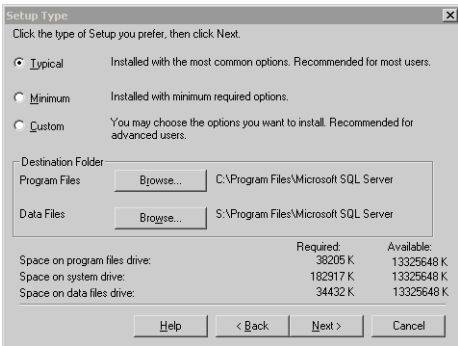 Setup Type
Click the type of Setup you prefer, then click Next.
Typical Installed with the most common options. Recommended for most users.
Minimum Installed with minimum required options.
Custom You may choose the options you want to install. Recommended for
advanced users.
Destination Folder
Program Files Browse... C:\Program Files\Microsoft SQL Server
Data Files Browse... S:\Program Files\Microsoft SQL Server
Required: Available:
Space on program files drive: 38205 K 13325648 K
Space on system drive: 182917 K 13325648 K
Space on data files drive: 34432 K 13325648 K
Help < Back Next > Cancel